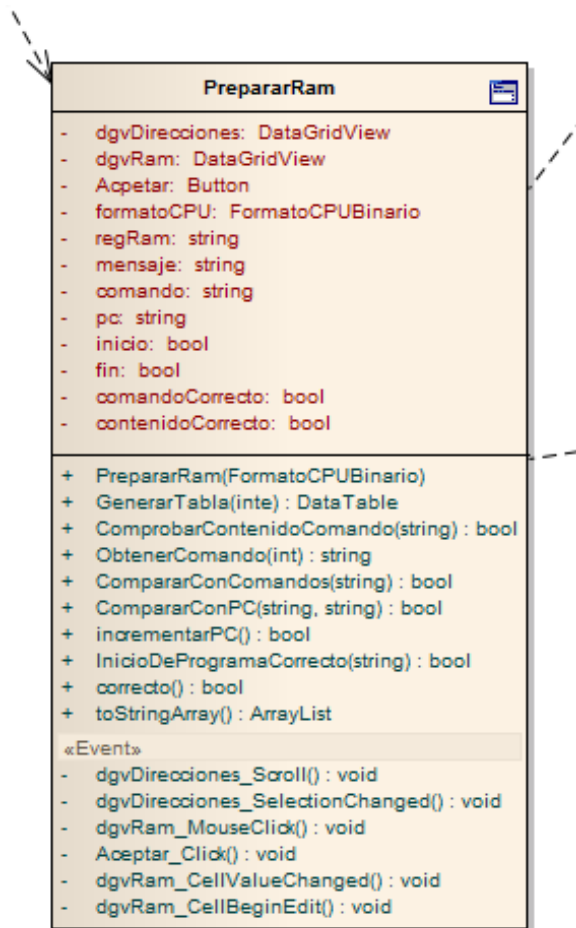 PrepararRam
- dgvDirecciones: DataGridView
- dgvRam: DataGridView
- Acpetar: Button
- formatoCPU: FormatoCPUBinario
- regRam: string
- mensaje: string
- comando: string
- pc: string
- inicio: bool
- fin: bool
- comandoCorrecto: bool
- contenidoCorrecto: bool
+ PrepararRam(FormatoCPUBinario)
+ GenerarTabla(inte) : DataTable
+ ComprobarContenidoComando(string) : bool
+ ObtenerComando(int) : string
+ CompararConComandos(string) : bool
+ CompararConPC(string, string) : bool
+ incrementarPC() : bool
+ InicioDeProgramaCorrecto(string) : bool
+ correcto() : bool
+ toStringArray() : ArrayList
«Event»
- dgvDirecciones_Scroll() : void
- dgvDirecciones_SelectionChanged() : void
- dgvRam_MouseClick() : void
- Aceptar_Click() : void
- dgvRam_CellValueChanged() : void
- dgvRam_CellBeginEdit() : void